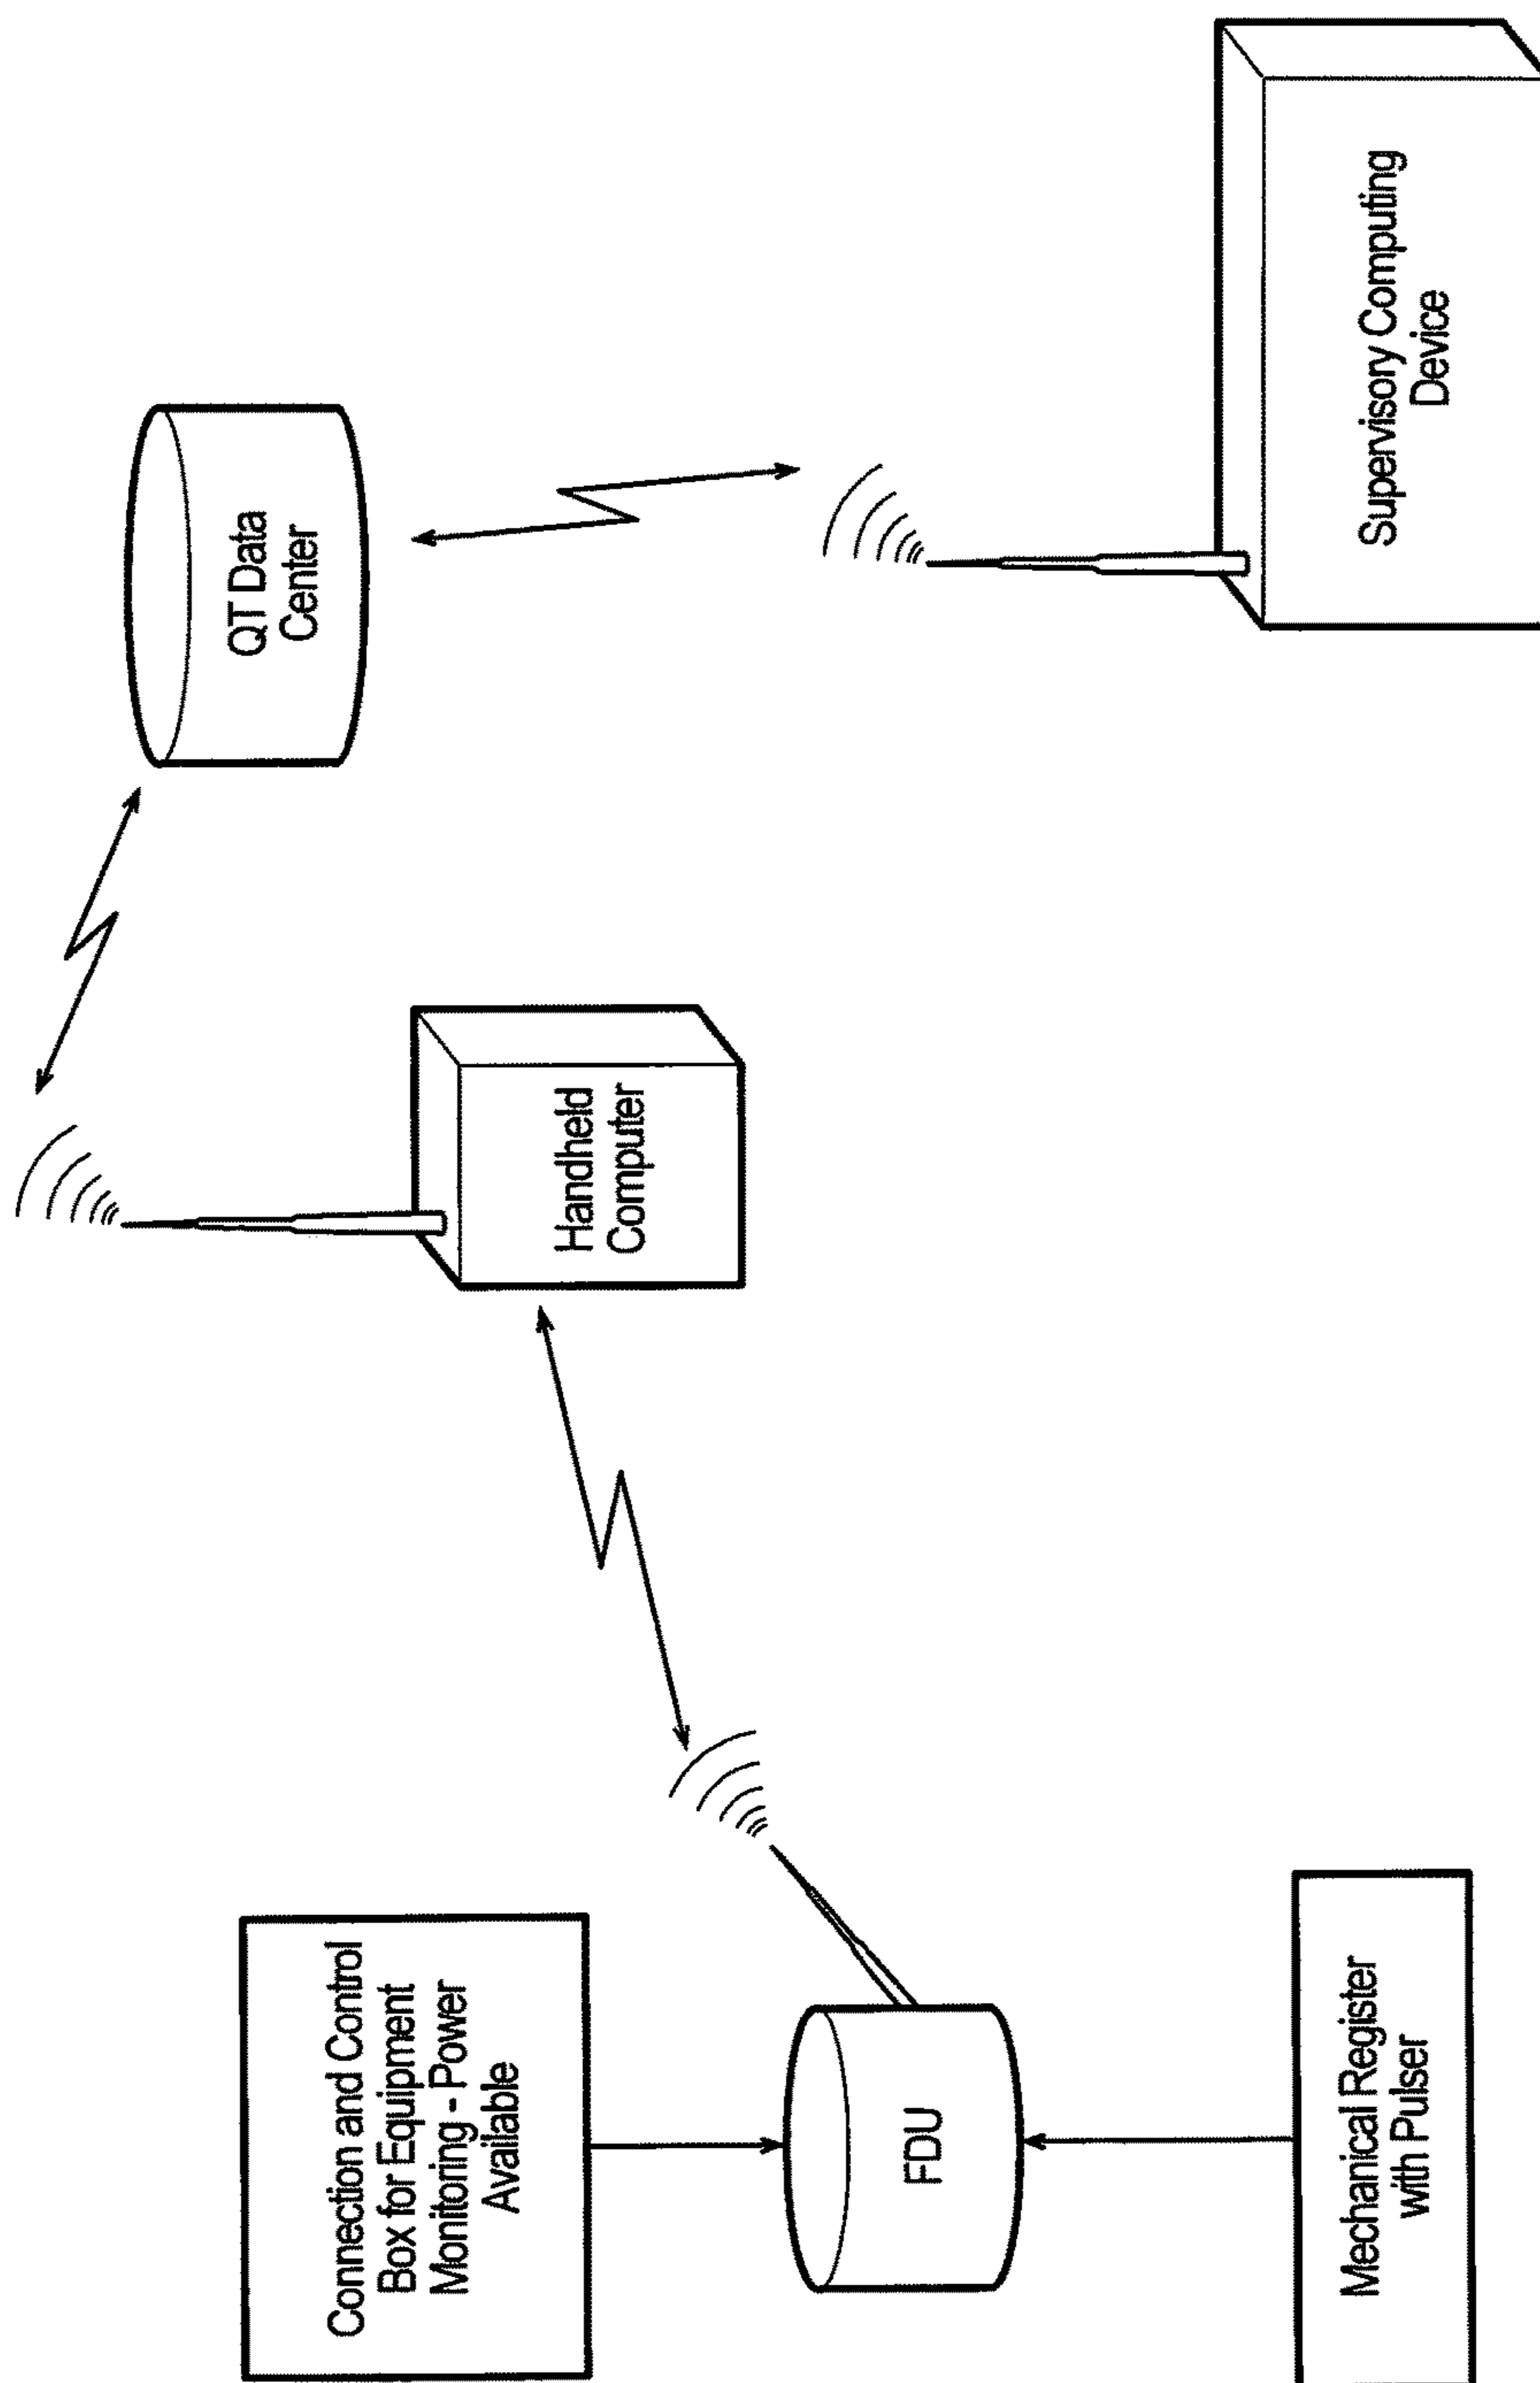 Connection and Control
Box for Equipment
Monitoring - Power
Available
FDU
Mechanical Register
with Pulser
Handheld
Computer
QT Data
Center
Supervisory Computing
Device